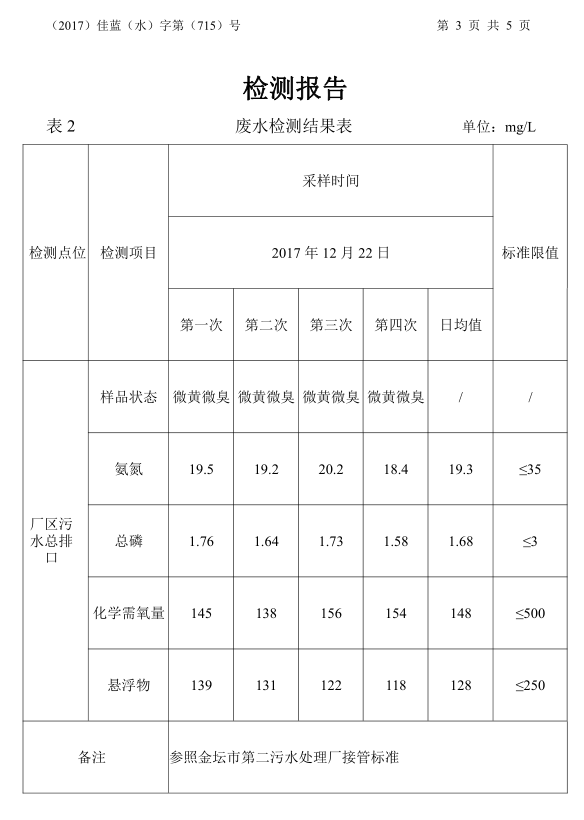 （2017）佳蓝（水）字第（715）号 第 3 页 共 5 页
检测报告
表 2 废水检测结果表 单位：mg/L
检测点位 检测项目 采样时间 标准限值
2017 年 12 月 22 日
第一次 第二次 第三次 第四次 日均值
厂区污水总排口 样品状态 微黄微臭 微黄微臭 微黄微臭 微黄微臭 / /
氨氮 19.5 19.2 20.2 18.4 19.3 ≤35
总磷 1.76 1.64 1.73 1.58 1.68 ≤3
化学需氧量 145 138 156 154 148 ≤500
悬浮物 139 131 122 118 128 ≤250
备注 参照金坛市第二污水处理厂接管标准